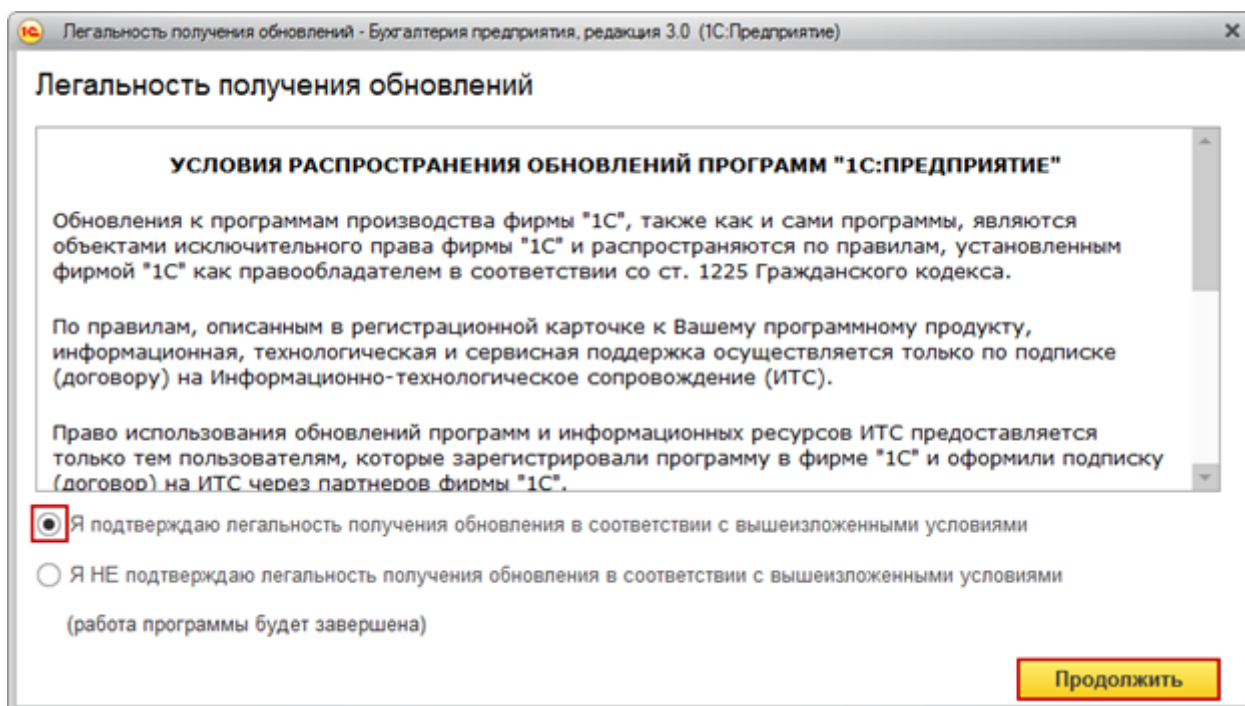 1С Легальность получения обновлений - Бухгалтерия предприятия, редакция 3.0 (1С:Предприятие)
Легальность получения обновлений
УСЛОВИЯ РАСПРОСТРАНЕНИЯ ОБНОВЛЕНИЙ ПРОГРАММ "1С:ПРЕДПРИЯТИЕ"
Обновления к программам производства фирмы "1С", также как и сами программы, являются
объектами исключительного права фирмы "1С" и распространяются по правилам, установленным
фирмой "1С" как правообладателем в соответствии со ст. 1225 Гражданского кодекса.
По правилам, описанным в регистрационной карточке к Вашему программному продукту,
информационная, технологическая и сервисная поддержка осуществляется только по подписке
(договору) на Информационно-технологическое сопровождение (ИТС).
Право использования обновлений программ и информационных ресурсов ИТС предоставляется
только тем пользователям, которые зарегистрировали программу в фирме "1С" и оформили подписку
(договор) на ИТС через партнеров фирмы "1С".
Я подтверждаю легальность получения обновления в соответствии с вышеизложенными условиями
Я НЕ подтверждаю легальность получения обновления в соответствии с вышеизложенными условиями
(работа программы будет завершена)
Продолжить